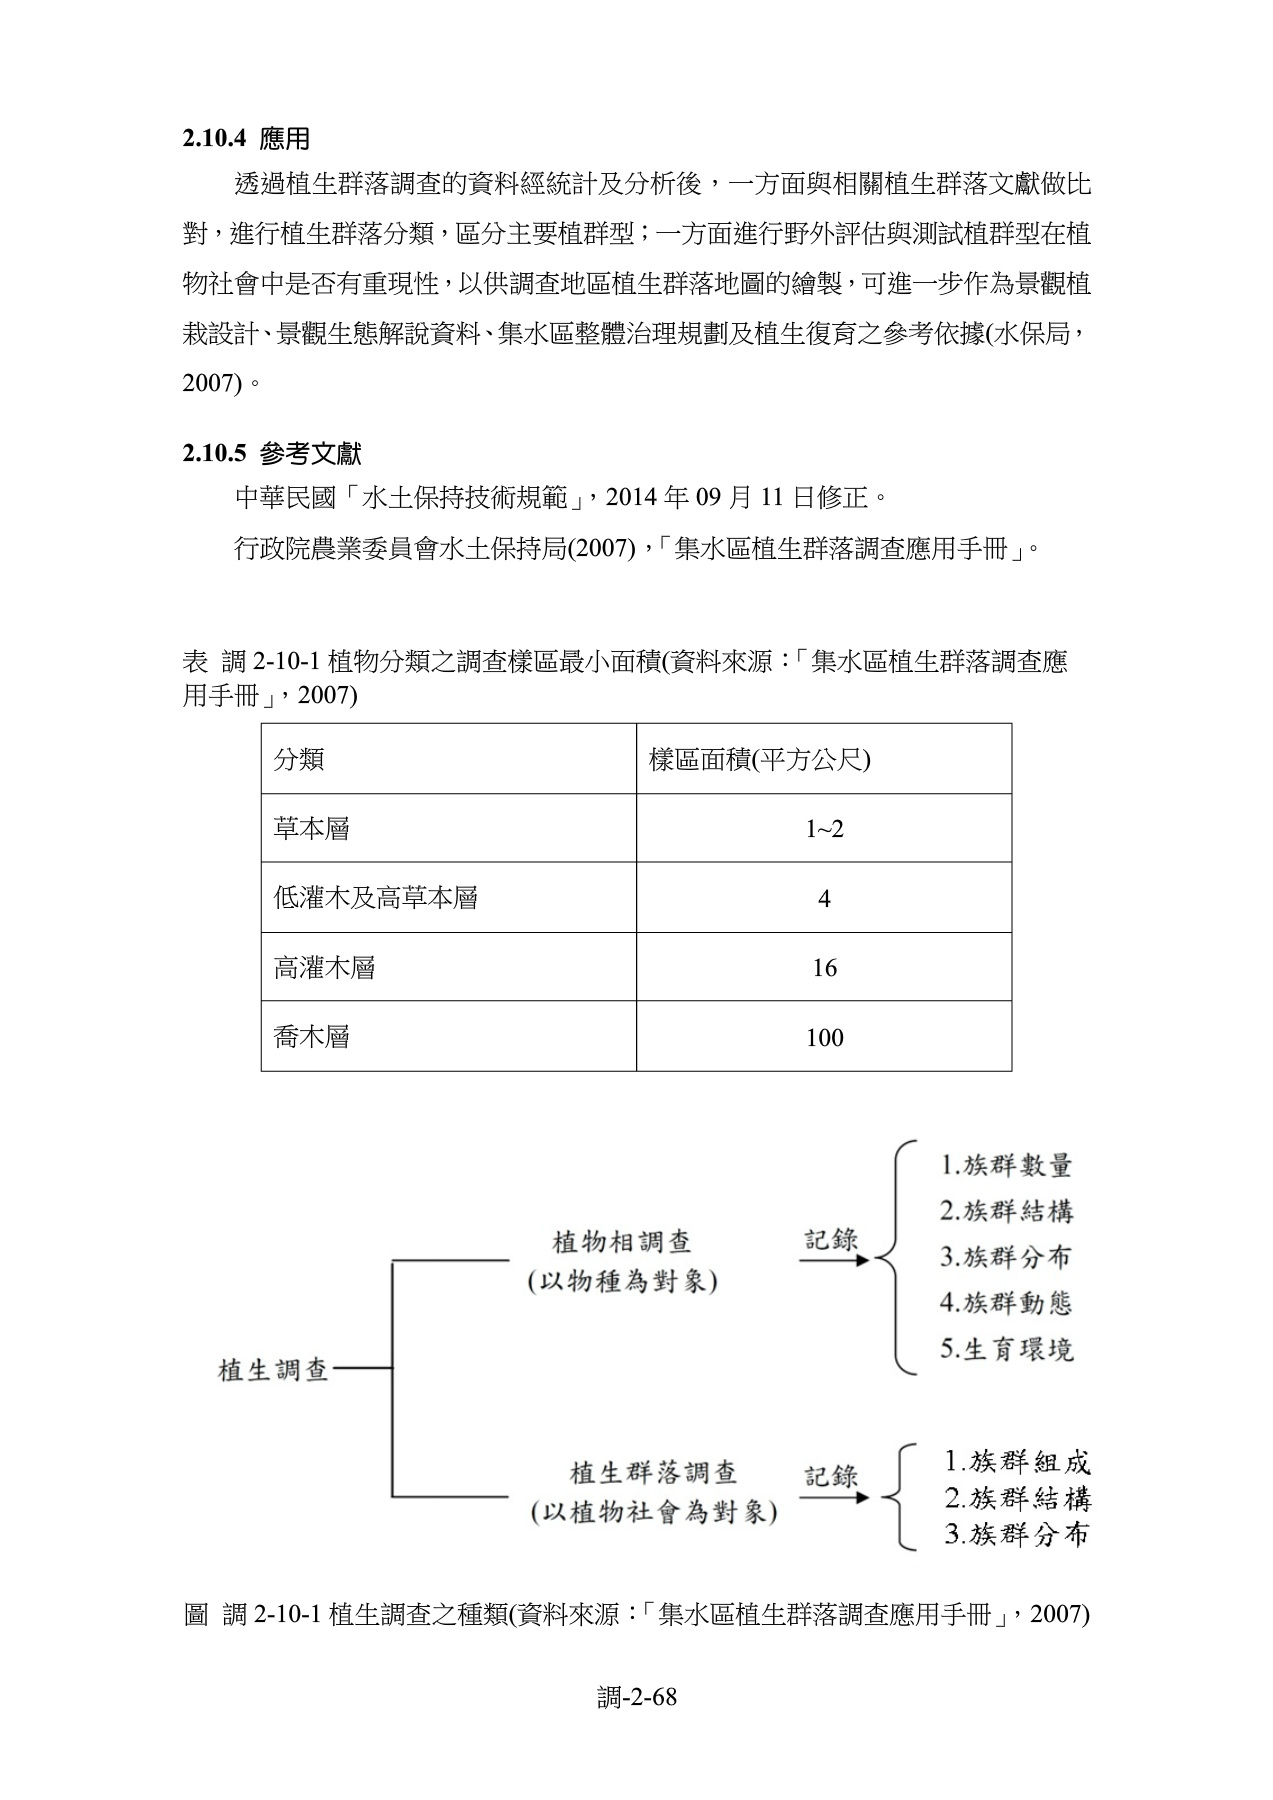 2.10.4 應用
透過植生群落調查的資料經統計及分析後，一方面與相關植生群落文獻做比
對，進行植生群落分類，區分主要植群型；一方面進行野外評估與測試植群型在植
物社會中是否有重現性，以供調查地區植生群落地圖的繪製，可進一步作為景觀植
栽設計、景觀生態解說資料、集水區整體治理規劃及植生復育之參考依據(水保局，
2007)。
2.10.5 參考文獻
中華民國「水土保持技術規範」，2014 年 09 月 11 日修正。
行政院農業委員會水土保持局(2007)，「集水區植生群落調查應用手冊」。
表 調 2-10-1 植物分類之調查樣區最小面積(資料來源：「集水區植生群落調查應
用手冊」，2007)
分類 樣區面積(平方公尺)
草本層 1~2
低灌木及高草本層 4
高灌木層 16
喬木層 100
植生調查
植物相調查
(以物種為對象)
記錄
1.族群數量
2.族群結構
3.族群分布
4.族群動態
5.生育環境
植生群落調查
(以植物社會為對象)
記錄
1.族群組成
2.族群結構
3.族群分布
圖 調 2-10-1 植生調查之種類(資料來源：「集水區植生群落調查應用手冊」，2007)
調-2-68